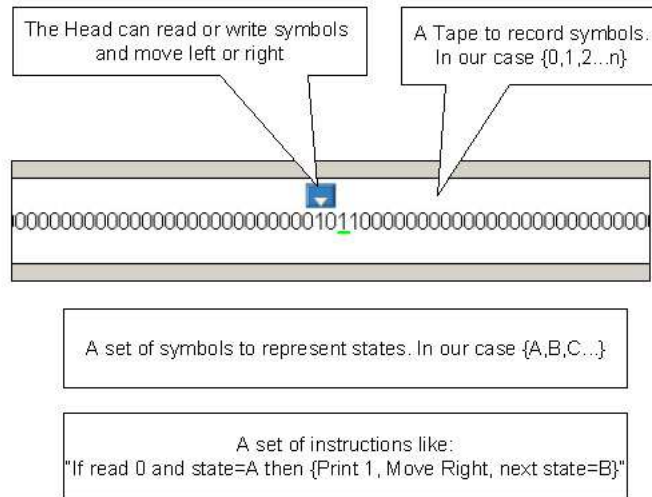 The Head can read or write symbols
and move left or right
A Tape to record symbols.
In our case {0,1,2...n}
A set of symbols to represent states. In our case {A,B,C...}
A set of instructions like:
"If read 0 and state=A then {Print 1, Move Right, next state=B}"